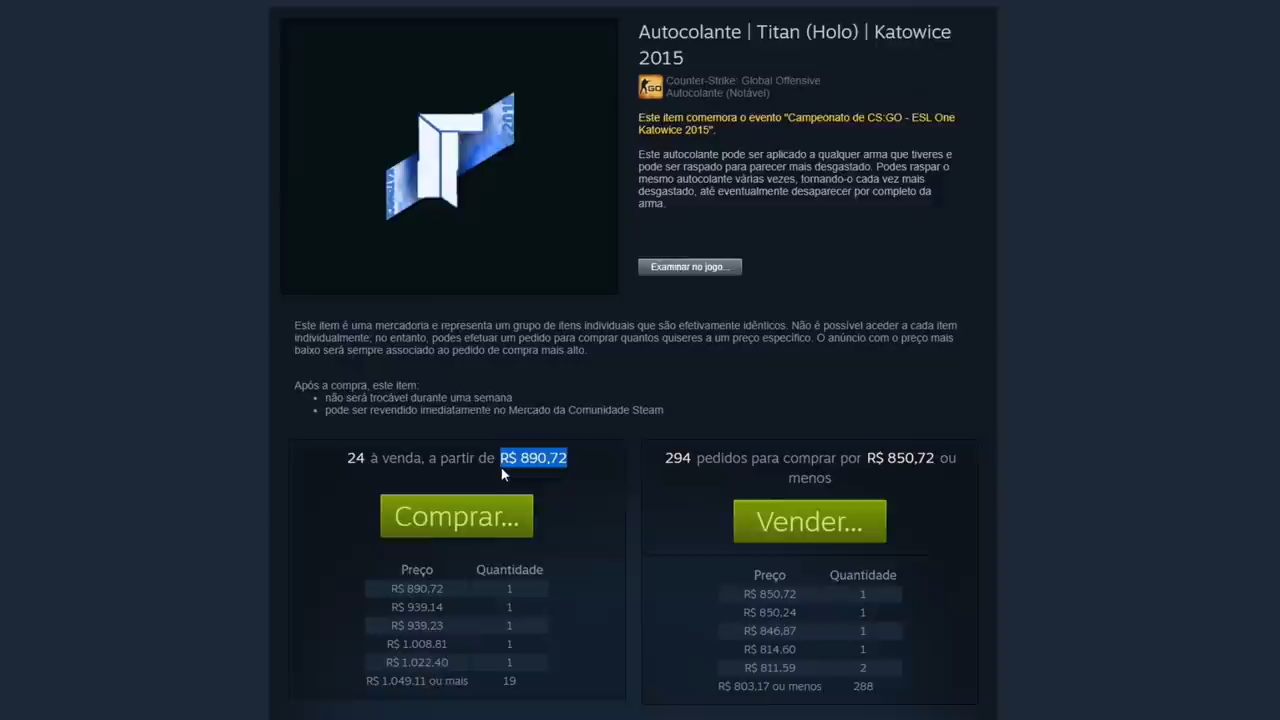 Autocolante | Titan (Holo) | Katowice
2015
Counter-Strike: Global Offensive
Autocolante (Notável)
Este item comemora o evento "Campeonato de CS:GO - ESL One
Katowice 2015".
Este autocolante pode ser aplicado a qualquer arma que tiveres e
pode ser raspado para parecer mais desgastado. Podes raspar o
mesmo autocolante várias vezes, tornando-o cada vez mais
desgastado, até eventualmente desaparecer por completo da
arma.
Examinar no jogo...
Este item é uma mercadoria e representa um grupo de itens individuais que são efetivamente idênticos. Não é possível aceder a cada item
individualmente; no entanto, podes efetuar um pedido para comprar quantos quiseres a um preço específico. O anúncio com o preço mais
baixo será sempre associado ao pedido de compra mais alto.
Após a compra, este item:
• não será trocável durante uma semana
• pode ser revendido imediatamente no Mercado da Comunidade Steam
24 à venda, a partir de R$ 890,72
Comprar...
Preço Quantidade
R$ 890,72 1
R$ 939,14 1
R$ 939,23 1
R$ 1.008,81 1
R$ 1.022,40 1
R$ 1.049,11 ou mais 19
294 pedidos para comprar por R$ 850,72 ou
menos
Vender...
Preço Quantidade
R$ 850,72 1
R$ 850,24 1
R$ 846,87 1
R$ 814,60 1
R$ 811,59 2
R$ 803,17 ou menos 288